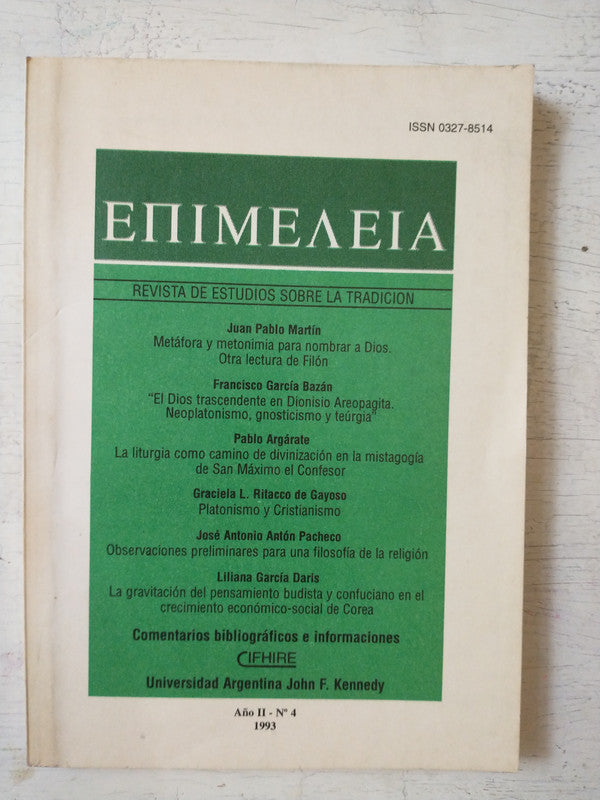 ISSN 0327-8514
ΕΠΙΜΕΛΕΙΑ
REVISTA DE ESTUDIOS SOBRE LA TRADICION
Juan Pablo Martín
Metáfora y metonimia para nombrar a Dios.
Otra lectura de Filón
Francisco García Bazán
"El Dios trascendente en Dionisio Areopagita.
Neoplatonismo, gnosticismo y teúrgia"
Pablo Argárate
La liturgia como camino de divinización en la mistagogía
de San Máximo el Confesor
Graciela L. Ritacco de Gayoso
Platonismo y Cristianismo
José Antonio Antón Pacheco
Observaciones preliminares para una filosofía de la religión
Liliana García Daris
La gravitación del pensamiento budista y confuciano en el
crecimiento económico-social de Corea
Comentarios bibliográficos e informaciones
CIFHIRE
Universidad Argentina John F. Kennedy
Año II - Nº 4
1993